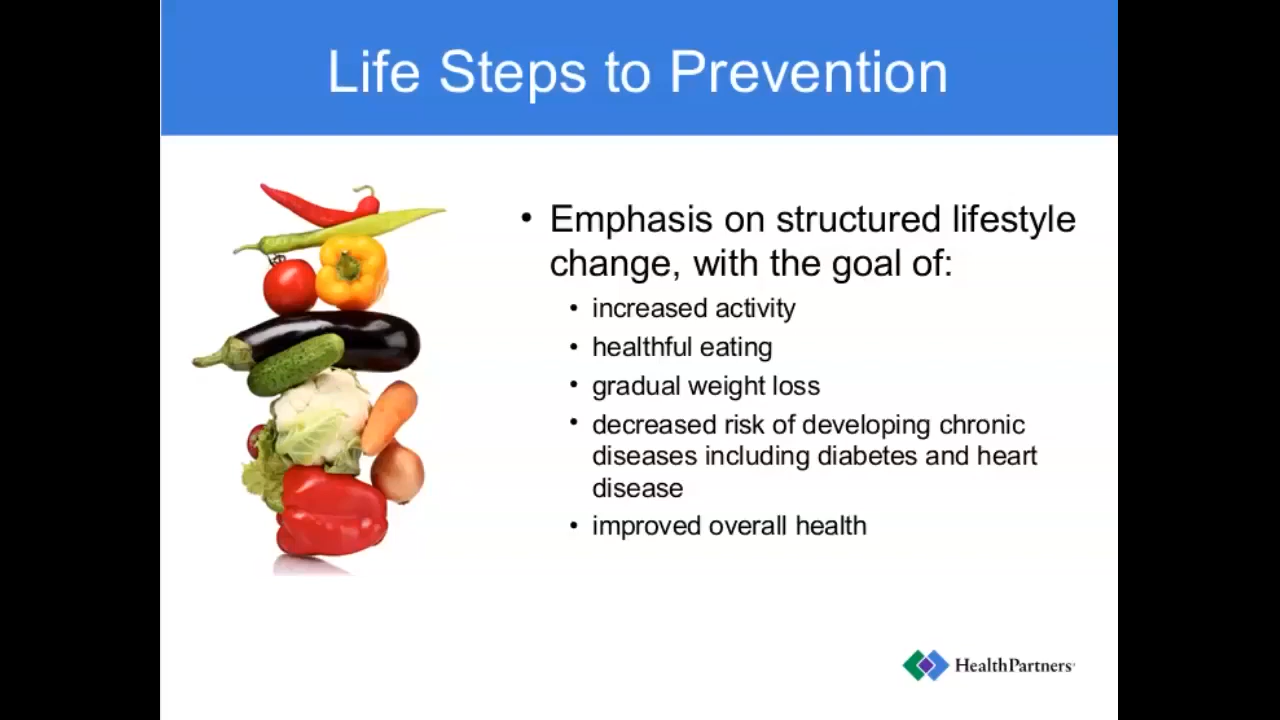 Life Steps to Prevention
• Emphasis on structured lifestyle
change, with the goal of:
• increased activity
• healthful eating
• gradual weight loss
• decreased risk of developing chronic
diseases including diabetes and heart
disease
• improved overall health
HealthPartners